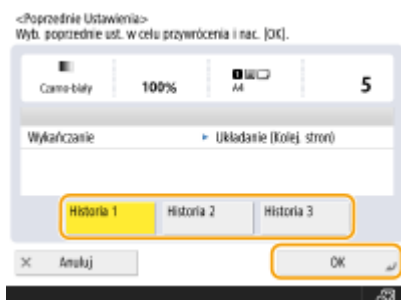 <Poprzednie Ustawienia>
Wyb. poprzednie ust. w celu przywrócenia i nac. [OK].
Czarno-biały 100% 1 A4 5
Wykańczanie ► Układanie (Kolej. stron)
Historia 1 Historia 2 Historia 3
× Anuluj OK